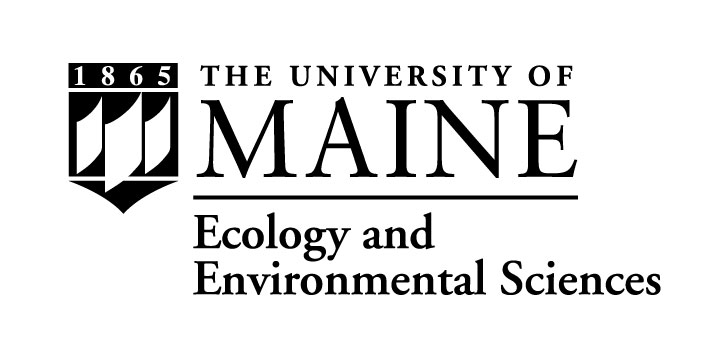 1865
THE UNIVERSITY OF
MAINE
Ecology and
Environmental Sciences